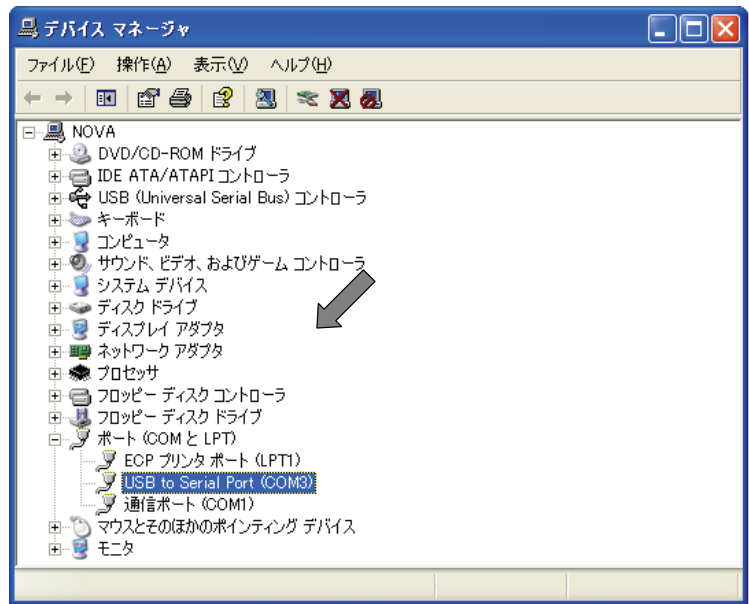 デバイス マネージャ
ファイル(F) 操作(A) 表示(V) ヘルプ(H)
NOVA
DVD/CD-ROM ドライブ
IDE ATA/ATAPI コントローラ
USB (Universal Serial Bus) コントローラ
キーボード
コンピュータ
サウンド、ビデオ、およびゲーム コントローラ
システム デバイス
ディスク ドライブ
ディスプレイ アダプタ
ネットワーク アダプタ
プロセッサ
フロッピー ディスク コントローラ
フロッピー ディスク ドライブ
ポート (COM と LPT)
ECP プリンタ ポート (LPT1)
USB to Serial Port (COM3)
通信ポート (COM1)
マウスとそのほかのポインティング デバイス
モニタ